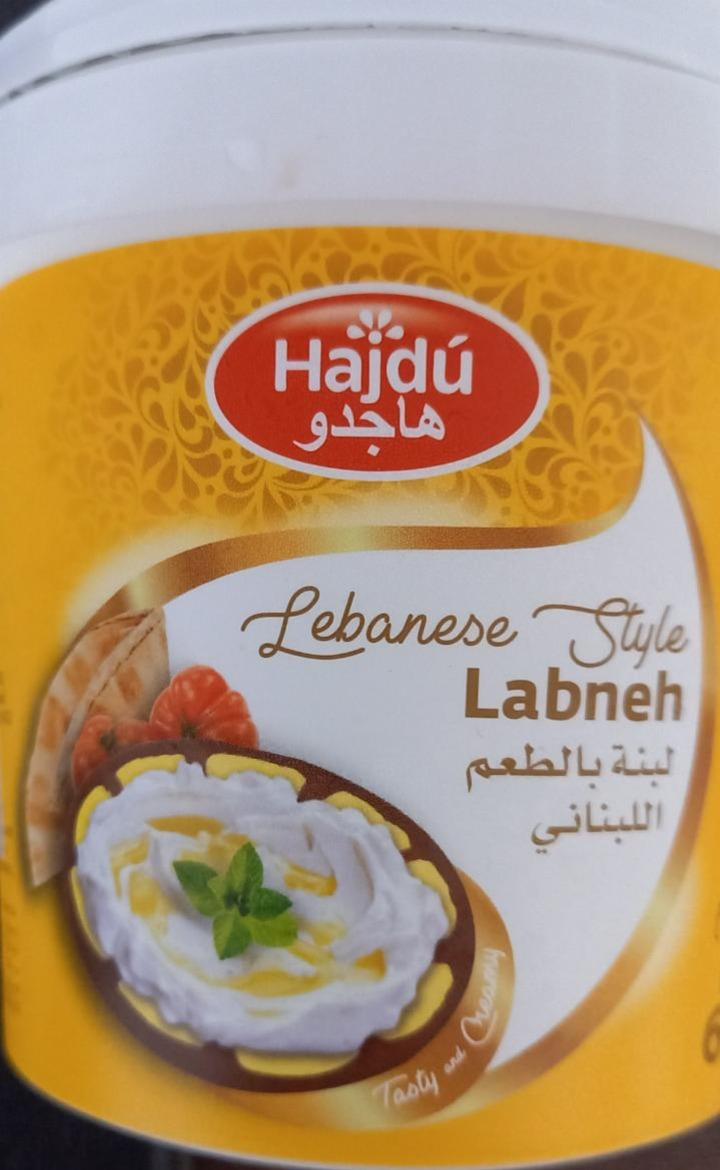 Hajdú
هاجدو
Lebanese Style
Labneh
لبنة بالطعم
اللبناني
Tasty and Creamy